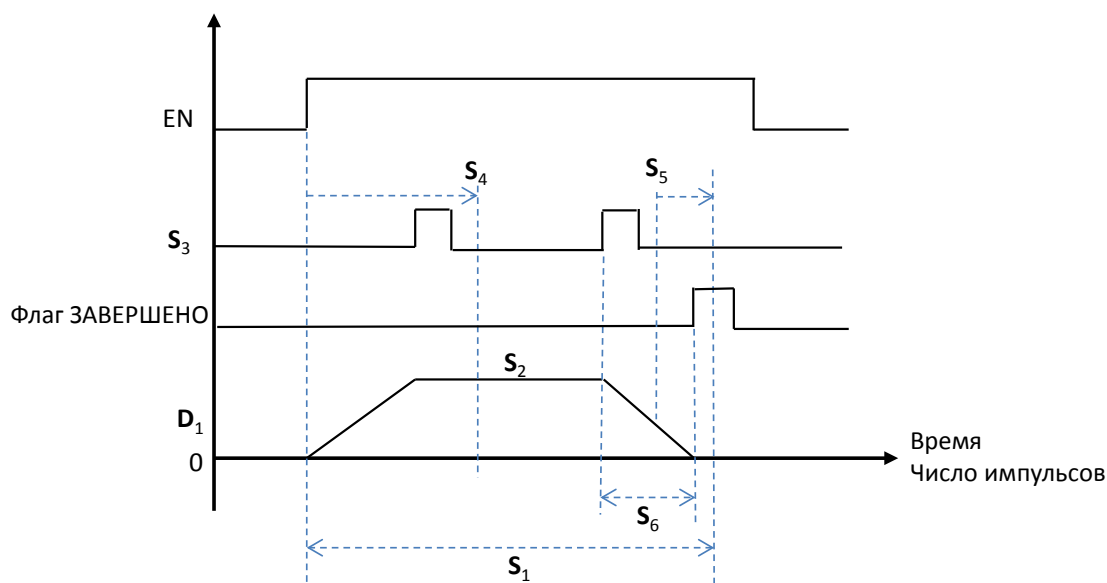 EN
S4
S5
S3
Флаг ЗАВЕРШЕНО
S2
D1
0
Время
Число импульсов
S6
S1